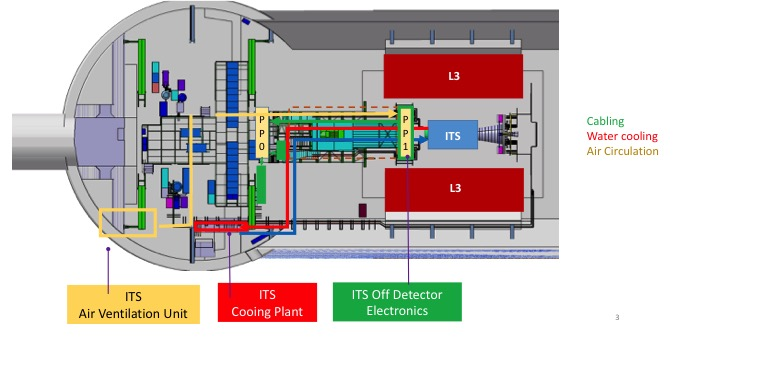 L3
P
P
0
P
P
1
ITS
L3
Cabling
Water cooling
Air Circulation
ITS
Air Ventilation Unit
ITS
Cooing Plant
ITS Off Detector
Electronics
3